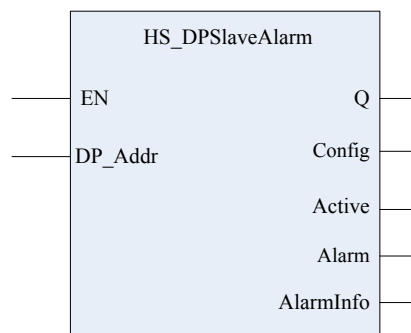 HS_DPSlaveAlarm
EN
Q
DP_Addr
Config
Active
Alarm
AlarmInfo